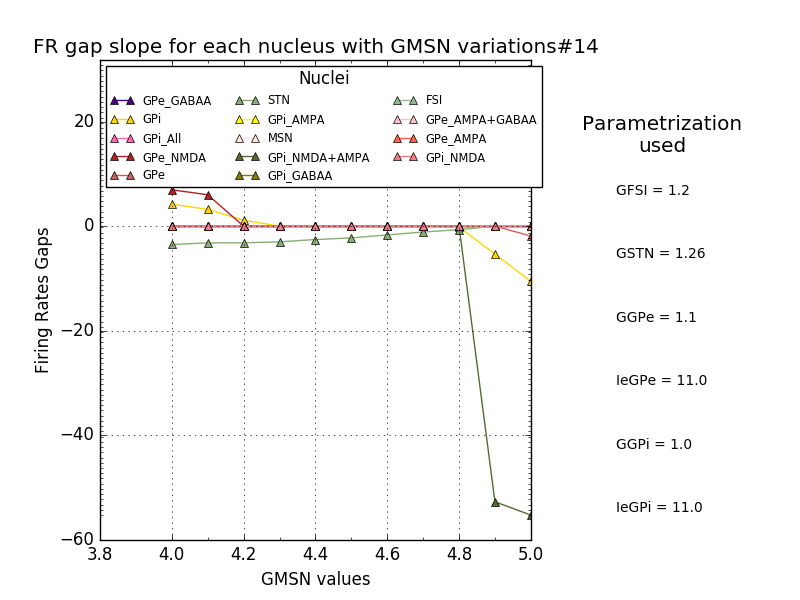 FR gap slope for each nucleus with GMSN variations#14
Nuclei
GPe_GABAA
GPi
GPi_All
GPe_NMDA
GPe
STN
GPi_AMPA
MSN
GPi_NMDA+AMPA
GPi_GABAA
FSI
GPe_AMPA+GABAA
GPe_AMPA
GPi_NMDA
20
0
−20
−40
−60
Firing Rates Gaps
3.8 4.0 4.2 4.4 4.6 4.8 5.0
GMSN values
Parametrization
used
GFSI = 1.2
GSTN = 1.26
GGPe = 1.1
IeGPe = 11.0
GGPi = 1.0
IeGPi = 11.0